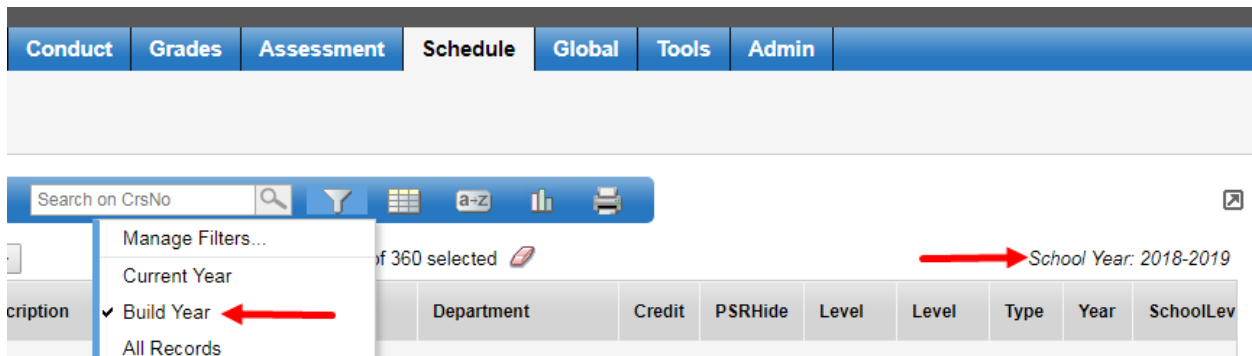 Conduct Grades Assessment Schedule Global Tools Admin
Search on CrsNo a÷z
Manage Filters...
of 360 selected
School Year: 2018-2019
Current Year
cription Department Credit PSRHide Level Level Type Year SchoolLev
Build Year
All Records